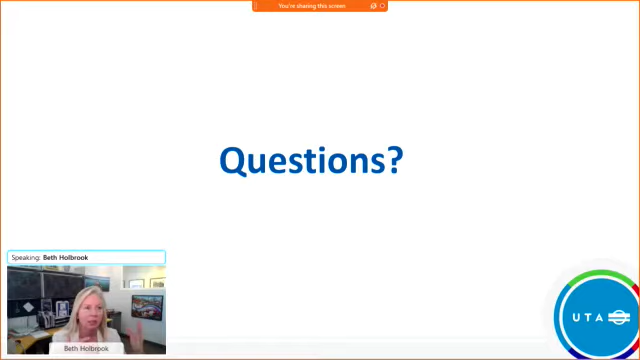 You're sharing this screen
Questions?
Speaking: Beth Holbrook
Beth Holbrook
UTA